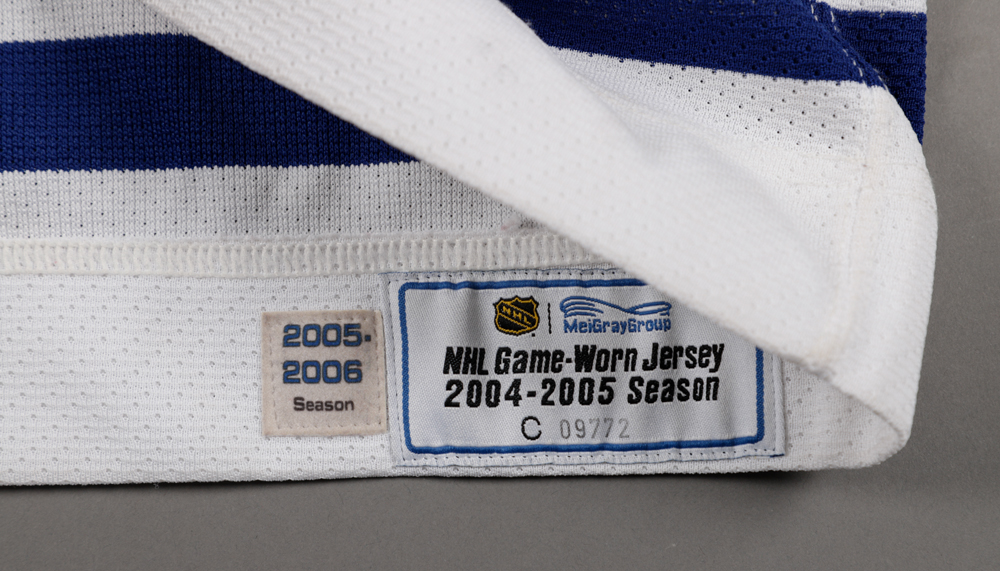 2005-
2006
Season
NHL
MeiGrayGroup
NHL Game-Worn Jersey
2004-2005 Season
C 09772